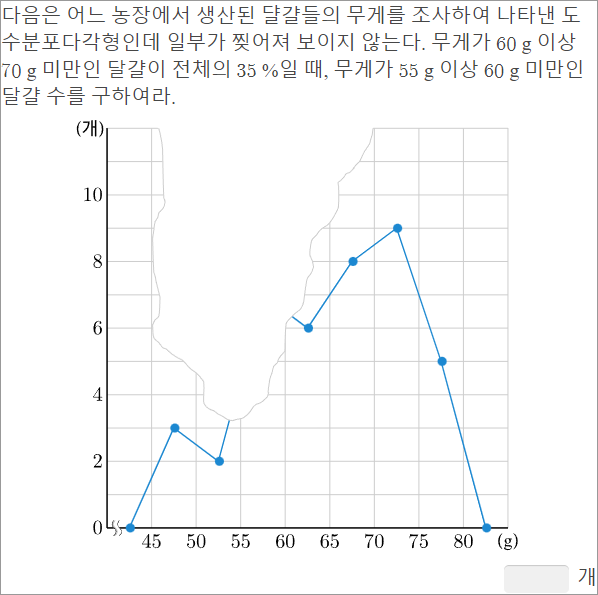 다음은 어느 농장에서 생산된 댤걀들의 무게를 조사하여 나타낸 도
수분포다각형인데 일부가 찢어져 보이지 않는다. 무게가 60 g 이상
70 g 미만인 달걀이 전체의 35 %일 때, 무게가 55 g 이상 60 g 미만인
달걀 수를 구하여라.
(개)
10
8
6
4
2
0
45 50 55 60 65 70 75 80 (g)
개